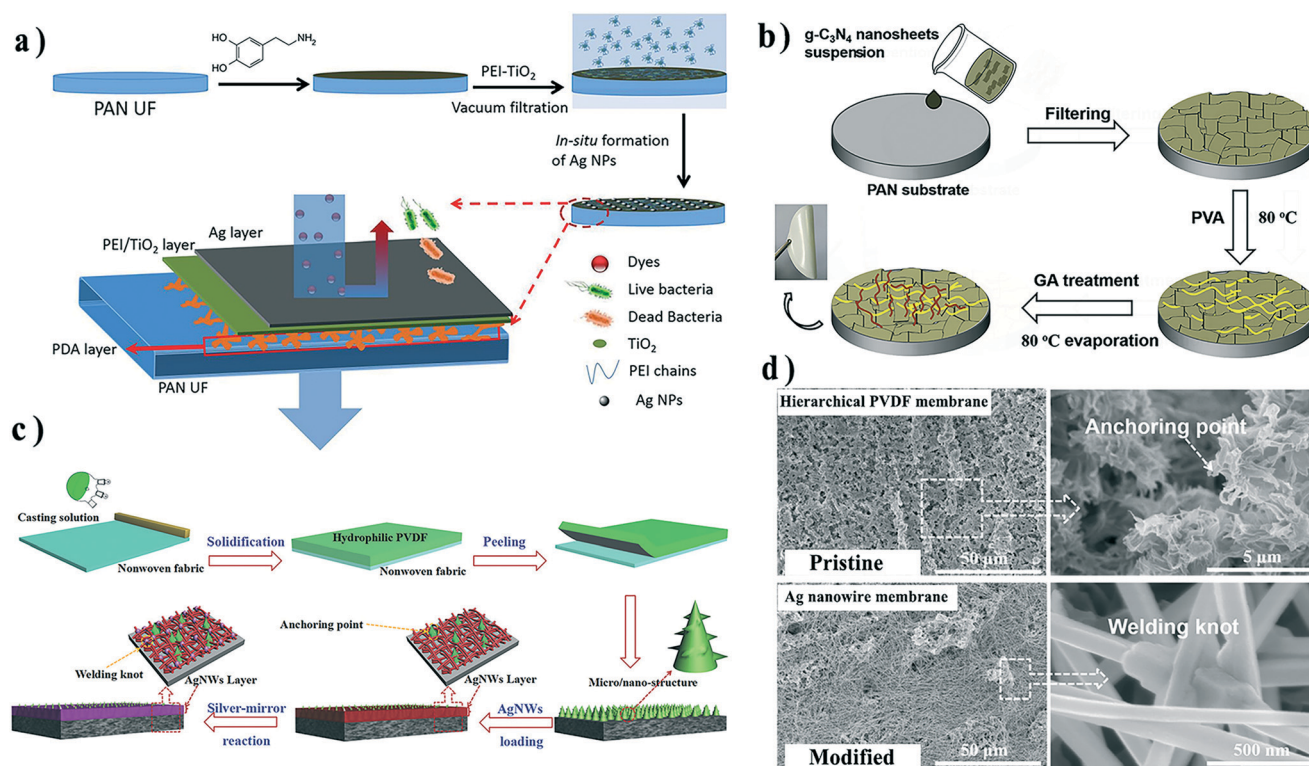 a)
HO
HO
NH₂
PAN UF
PEI-TiO₂
Vacuum filtration
In-situ formation
of Ag NPs
Ag layer
PEI/TiO₂ layer
PDA layer
PAN UF
Dyes
Live bacteria
Dead Bacteria
TiO₂
PEI chains
Ag NPs
b)
g-C₃N₄ nanosheets
suspension
PAN substrate
Filtering
PVA
80 °C
GA treatment
80 °C evaporation
c)
Casting solution
Nonwoven fabric
Solidification
Hydrophilic PVDF
Nonwoven fabric
Peeling
Micro/nano-structure
AgNWs
loading
Anchoring point
AgNWs Layer
Silver-mirror
reaction
Welding knot
AgNWs Layer
d)
Hierarchical PVDF membrane
Pristine
50 μm
Anchoring point
5 μm
Ag nanowire membrane
Modified
50 μm
Welding knot
500 nm